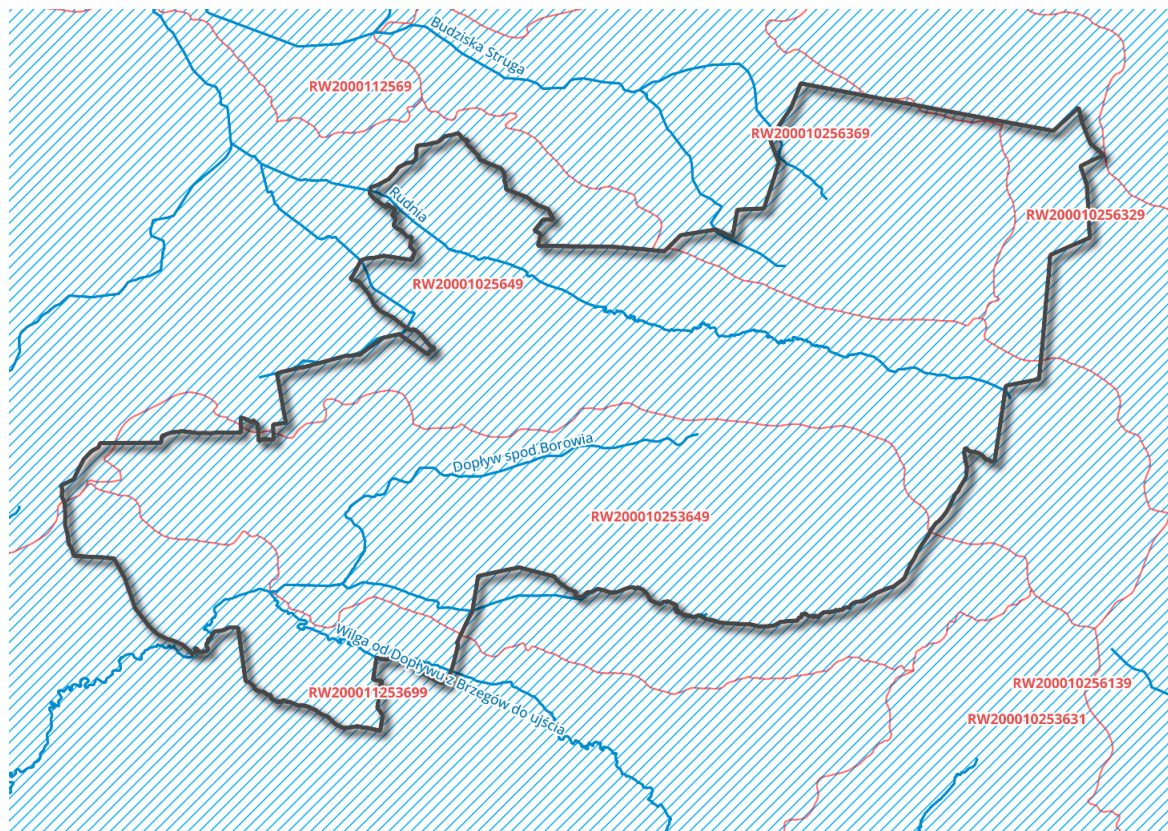 Budziska Struga
RW2000112569
RW200010256369
Rudnia
RW200010256329
RW20001025649
Dopływ spod Borowia
RW200010253649
Wilga od Dopływu z Brzegów do ujścia
RW200011253699
RW200010256139
RW200010253631